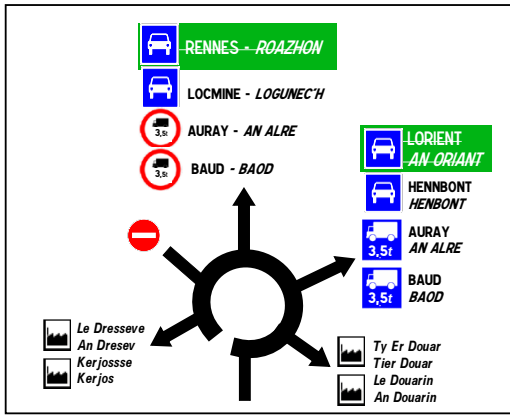 RENNES - ROAZHON
LOCMINE - LOGUNEC'H
3,5t AURAY - AN ALRE
3,5t BAUD - BAOD
LORIENT
AN ORIANT
HENNBONT
HENBONT
3.5t AURAY
AN ALRE
3.5t BAUD
BAOD
Le Dresseve
An Dresev
Kerjossse
Kerjos
Ty Er Douar
Tier Douar
Le Douarin
An Douarin